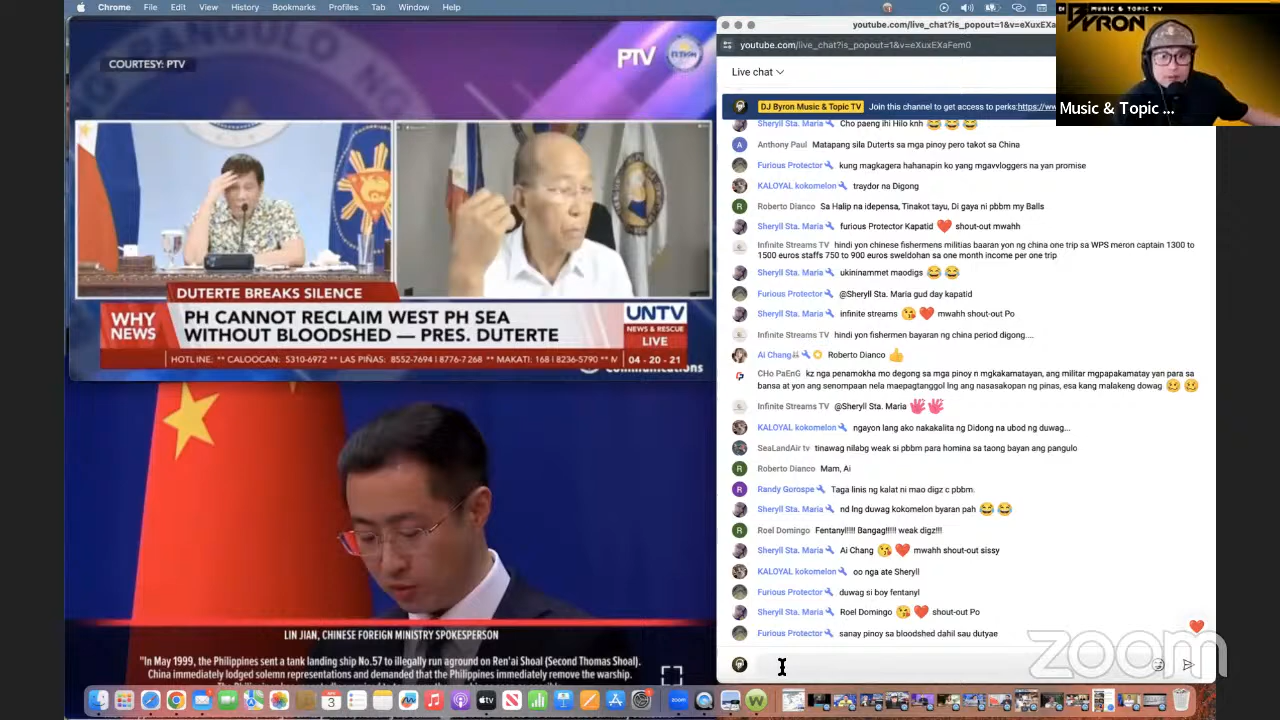 Chrome File Edit View History Bookmarks Profiles Tab Window Help
COURTESY: PTV
PTV
DUTERTE BREAKS SILENCE
WHY NEWS
PH CANNOT RECLAIM WEST PH SEA
WITHOUT BLOODSHED — PRES. DUTERTE
UNTV
NEWS & RESCUE
LIVE
HOTLINE: ** CALOOCAN: 5310-6972 ** LAS PIÑAS: 8552-7694 | 8776-7268 ** MAKATI: 168 | 8236-5790 ** M
04 - 20 - 21
Communications
LIN JIAN, CHINESE FOREIGN MINISTRY SPOKESPERSON
"In May 1999, the Philippines sent a tank landing ship No.57 to illegally run aground on Ren'ai Shoal (Second Thomas Shoal).
China immediately lodged solemn representations and demanded that the Philippines immediately remove the warship.
youtube.com/live_chat?is_popout=1&v=eXuxEXa
youtube.com/live_chat?is_popout=1&v=eXuxEXaFem0
Live chat
DJ Byron Music & Topic TV Join this channel to get access to perks:https://ww
Sheryll Sta. Maria Cho paeng ihi Hilo knh 😂😂😂
Anthony Paul Matapang sila Duterts sa mga pinoy pero takot sa China
Furious Protector kung magkagera hahanapin ko yang mgavvloggers na yan promise
KALOYAL kokomelon traydor na Digong
Roberto Dianco Sa Halip na idepensa, Tinakot tayu, Di gaya ni pbbm my Balls
Sheryll Sta. Maria furious Protector Kapatid ❤️ shout-out mwahh
Infinite Streams TV hindi yon chinese fishermens militias baaran yon ng china one trip sa WPS meron captain 1300 to
1500 euros staffs 750 to 900 euros sweldohan sa one month income per one trip
Sheryll Sta. Maria ukininammet maodigs 😂😂
Furious Protector @Sheryll Sta. Maria gud day kapatid
Sheryll Sta. Maria infinite streams 😘❤️ mwahh shout-out Po
Infinite Streams TV hindi yon fishermen bayaran ng china period digong....
Ai Chang Roberto Dianco 👍
CHo PaEnG kz nga penamokha mo degong sa mga pinoy n mgkakamatayan, ang militar mgpapakamatay yan para sa
bansa at yon ang senompaan nela maepagtanggol lng ang nasasakopan ng pinas, esa kang malakeng dowag
Infinite Streams TV @Sheryll Sta. Maria
KALOYAL kokomelon ngayon lang ako nakakalita ng Didong na ubod ng duwag...
SeaLandAir tv tinawag nilabg weak si pbbm para homina sa taong bayan ang pangulo
Roberto Dianco Mam, Ai
Randy Gorospe Taga linis ng kalat ni mao digz c pbbm.
Sheryll Sta. Maria nd lng duwag kokomelon byaran pah 😂😂
Roel Domingo Fentanyl!!!! Bangag!!!!! weak digz!!!
Sheryll Sta. Maria Ai Chang 😘❤️ mwahh shout-out sissy
KALOYAL kokomelon oo nga ate Sheryll
Furious Protector duwag si boy fentanyl
Sheryll Sta. Maria Roel Domingo 😘❤️ shout-out Po
Furious Protector sanay pinoy sa bloodshed dahil sau dutyae
MUSIC & TOPIC TV
BYRON
Music & Topic ...
zoom